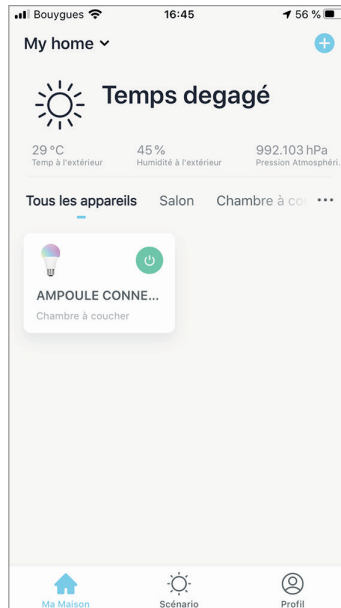 Bouygues 16:45 56 %
My home
Temps degagé
29 °C 45 % 992.103 hPa
Temp à l'extérieur Humidité à l'extérieur Pression Atmosphéri.
Tous les appareils Salon Chambre à co ...
AMPOULE CONNE...
Chambre à coucher
Ma Maison Scénario Profil